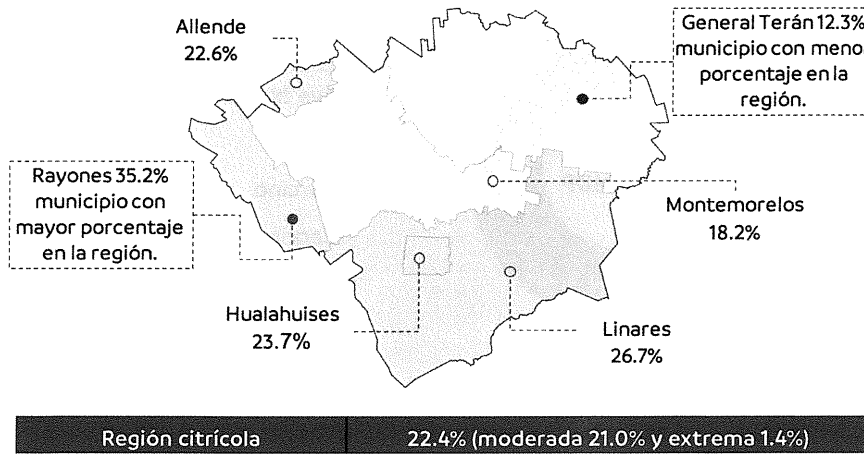 Allende
22.6%
General Terán 12.3%
municipio con meno
porcentaje en la
región.
Rayones 35.2%
municipio con
mayor porcentaje
en la región.
Montemorelos
18.2%
Hualahuises
23.7%
Linares
26.7%
Región citrícola 22.4% (moderada 21.0% y extrema 1.4%)